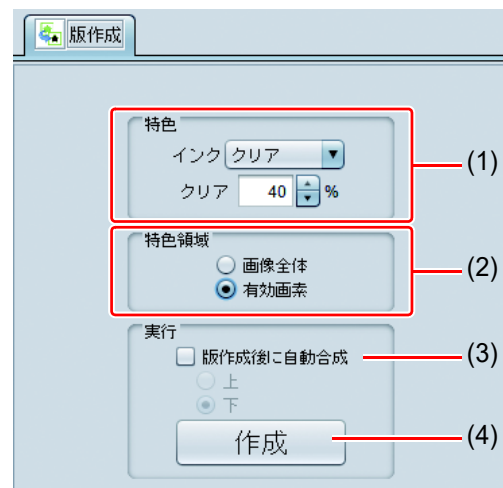 版作成
特色
インク クリア
クリア 40 %
(1)
特色領域
画像全体
有効画素
(2)
実行
版作成後に自動合成
(3)
上
下
作成
(4)